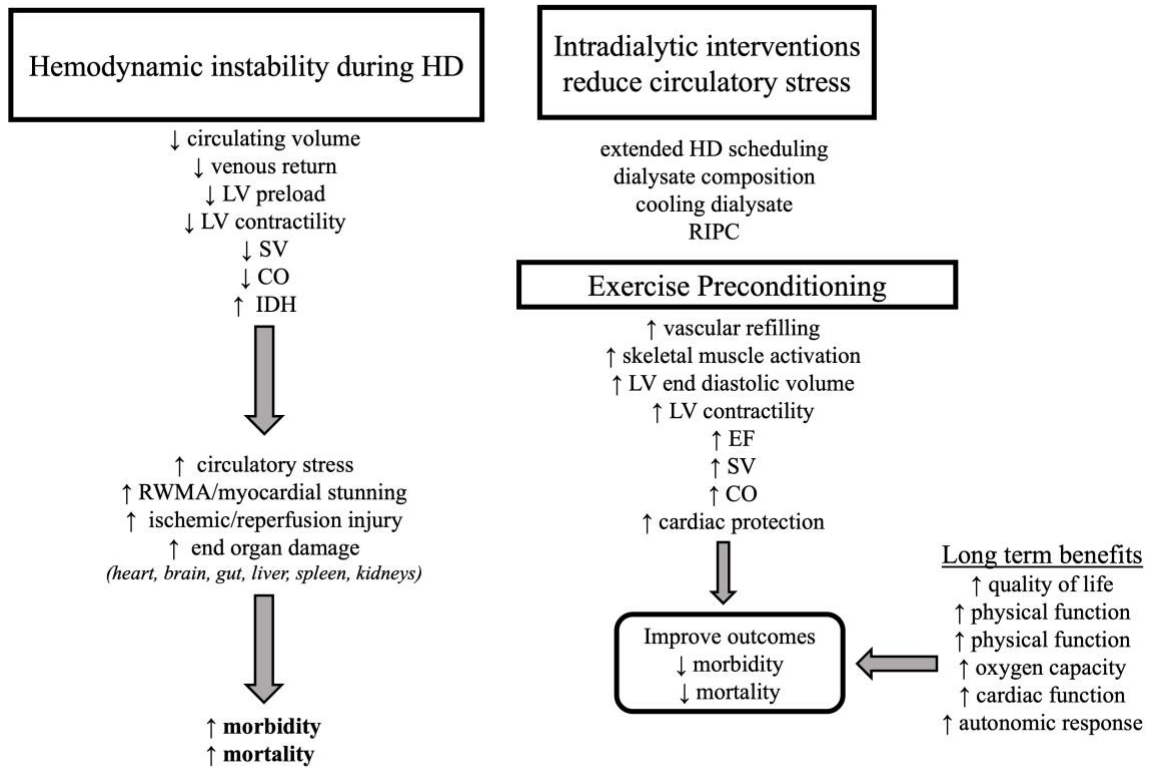 Hemodynamic instability during HD
↓ circulating volume
↓ venous return
↓ LV preload
↓ LV contractility
↓ SV
↓ CO
↑ IDH
↑ circulatory stress
↑ RWMA/myocardial stunning
↑ ischemic/reperfusion injury
↑ end organ damage
(heart, brain, gut, liver, spleen, kidneys)
↑ morbidity
↑ mortality
Intradialytic interventions
reduce circulatory stress
extended HD scheduling
dialysate composition
cooling dialysate
RIPC
Exercise Preconditioning
↑ vascular refilling
↑ skeletal muscle activation
↑ LV end diastolic volume
↑ LV contractility
↑ EF
↑ SV
↑ CO
↑ cardiac protection
Improve outcomes
↓ morbidity
↓ mortality
Long term benefits
↑ quality of life
↑ physical function
↑ physical function
↑ oxygen capacity
↑ cardiac function
↑ autonomic response